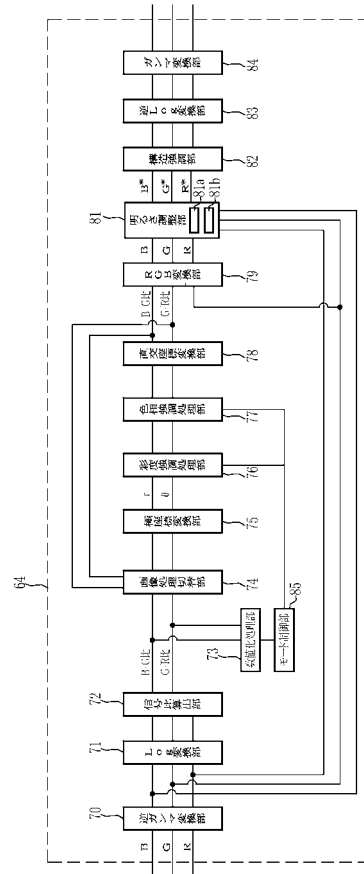 64
B
G
R
逆ガンマ変換部
70
Log変換部
71
信号比算出部
72
B/G比
G/R比
数値化処理部
73
モード制御部
85
画像処理切替部
74
極座標変換部
75
r
θ
彩度強調処理部
76
色相強調処理部
77
直交座標変換部
78
B/G比
G/R比
RGB変換部
79
B
G
R
明るさ調整部
81
81a
81b
B*
G*
R*
構造強調部
82
逆Log変換部
83
ガンマ変換部
84